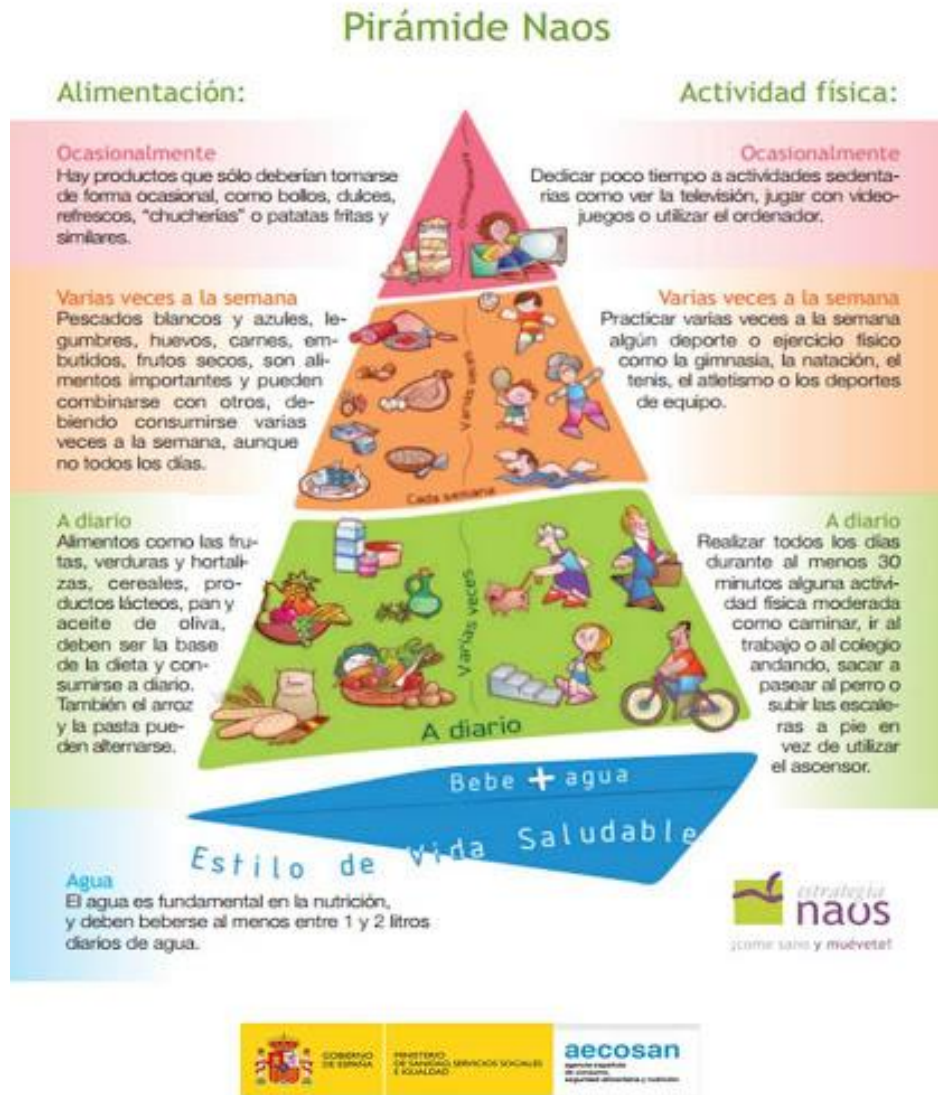 Pirámide Naos
Alimentación:
Ocasionalmente
Hay productos que sólo deberían tomarse
de forma ocasional, como bollos, dulces,
refrescos, "chucherías" o patatas fritas y
similares.
Varias veces a la semana
Pescados blancos y azules, le-
gumbres, huevos, carnes, em-
butidos, frutos secos, son ali-
mentos importantes y pueden
combinarse con otros, de-
biendo consumirse varias
veces a la semana, aunque
no todos los días.
A diario
Alimentos como las fru-
tas, verduras y hortali-
zas, cereales, pro-
ductos lácteos, pan y
aceite de oliva,
deben ser la base
de la dieta y con-
sumirse a diario.
También el arroz
y la pasta pue-
den alternarse.
Agua
El agua es fundamental en la nutrición,
y deben beberse al menos entre 1 y 2 litros
diarios de agua.
Varias veces
Cada semana
Varias veces
A diario
Bebe + agua
Estilo de Vida Saludable
Actividad física:
Ocasionalmente
Dedicar poco tiempo a actividades sedenta-
rias como ver la televisión, jugar con video-
juegos o utilizar el ordenador.
Varias veces a la semana
Practicar varias veces a la semana
algún deporte o ejercicio físico
como la gimnasia, la natación, el
tenis, el atletismo o los deportes
de equipo.
A diario
Realizar todos los días
durante al menos 30
minutos alguna activi-
dad física moderada
como caminar, ir al
trabajo o al colegio
andando, sacar a
pasear al perro o
subir las escale-
ras a pie en
vez de utilizar
el ascensor.
estrategia
naos
¡come sano y muévete!
GOBIERNO
DE ESPAÑA
MINISTERIO
DE SANIDAD, SERVICIOS SOCIALES
E IGUALDAD
aecosan
agencia española
de consumo,
seguridad alimentaria y nutrición